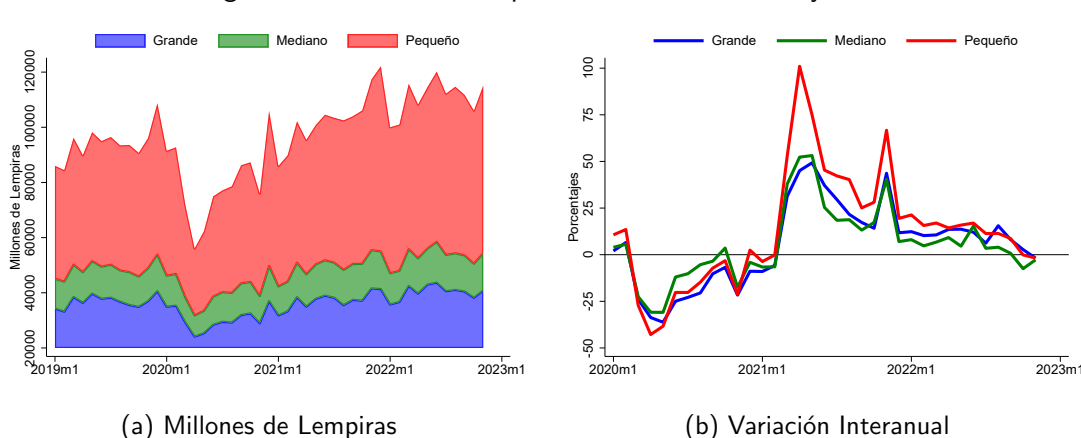 Grande Mediano Pequeño
Millones de Lempiras
20000 40000 60000 80000 100000 120000
2019m1 2020m1 2021m1 2022m1 2023m1
(a) Millones de Lempiras
Grande Mediano Pequeño
Porcentajes
-50 -25 0 25 50 75 100
2020m1 2021m1 2022m1 2023m1
(b) Variación Interanual